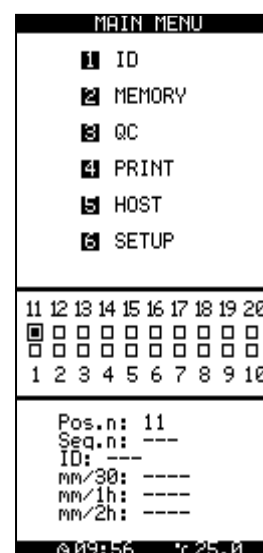 MAIN MENU
1 ID
2 MEMORY
3 QC
4 PRINT
5 HOST
6 SETUP
11 12 13 14 15 16 17 18 19 20
1 2 3 4 5 6 7 8 9 10
Pos.n: 11
Seq.n: ---
ID: ---
mm/30: ----
mm/1h: ----
mm/2h: ----
@09:56 °c 25.0